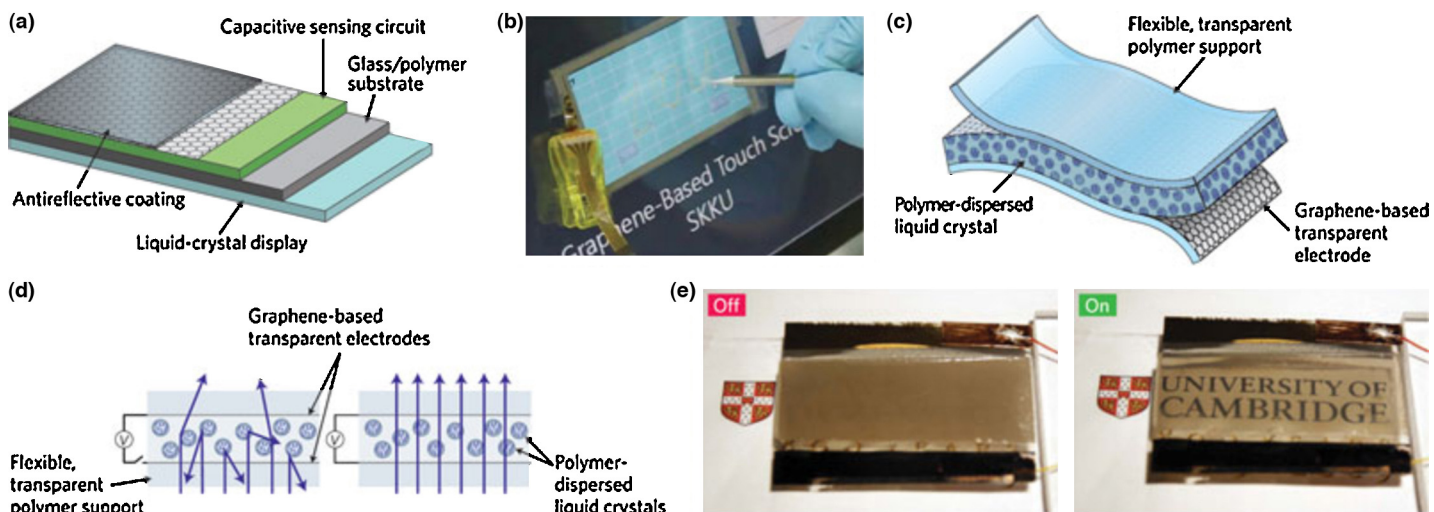 (a)
Capacitive sensing circuit
Glass/polymer
substrate
Antireflective coating
Liquid-crystal display
(b)
Graphene-Based Touch Scre
SKKU
(c)
Flexible, transparent
polymer support
Polymer-dispersed
liquid crystal
Graphene-based
transparent
electrode
(d)
Graphene-based
transparent electrodes
V
V
Flexible,
transparent
polymer support
Polymer-
dispersed
liquid crystals
(e)
Off
On
UNIVERSITY OF
CAMBRIDGE